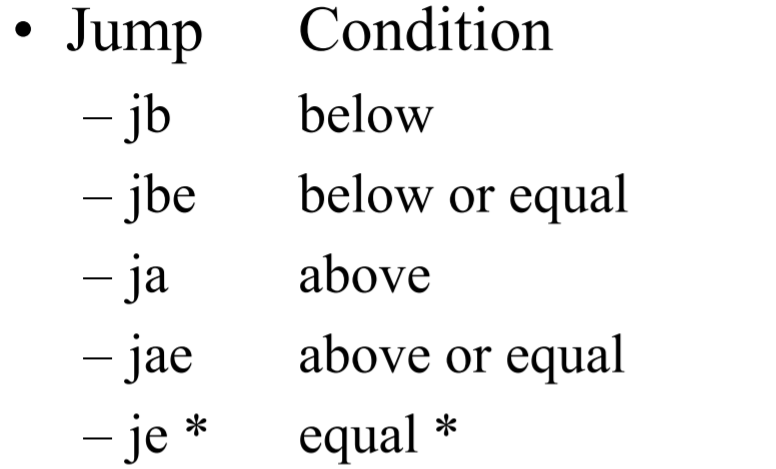 • Jump Condition
– jb below
– jbe below or equal
– ja above
– jae above or equal
– je * equal *